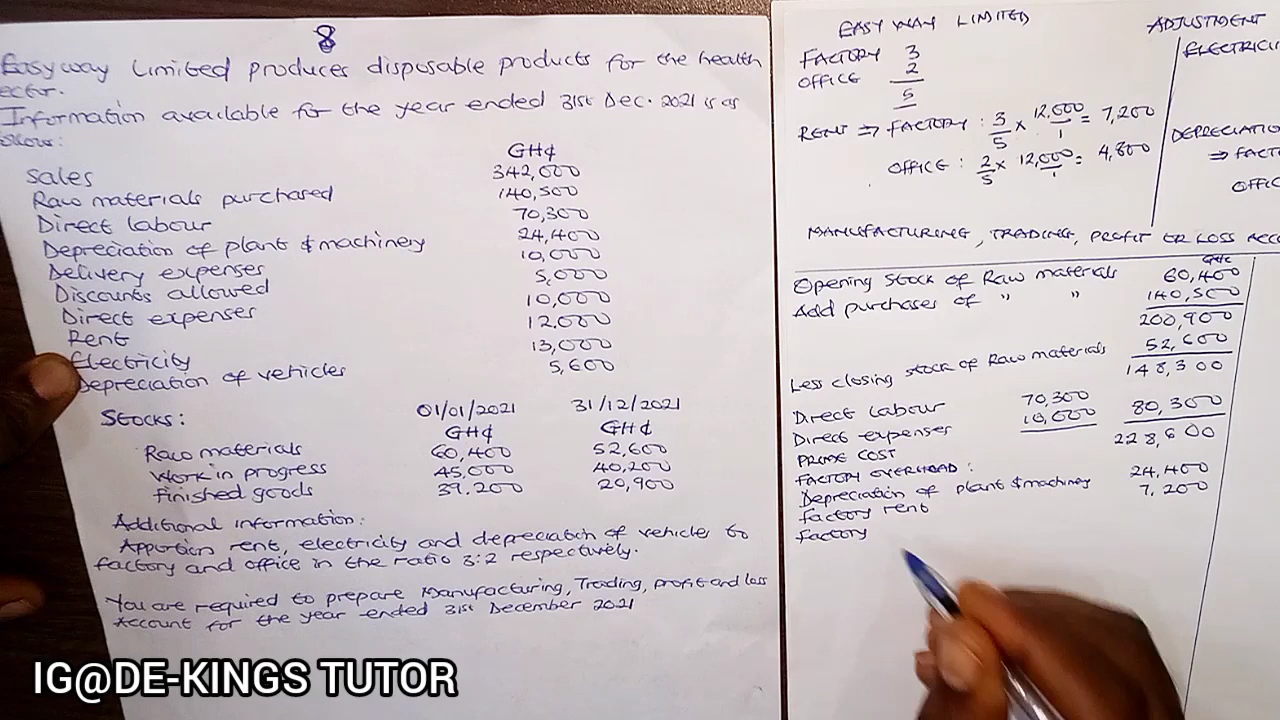 8
Easyway Limited produces disposable products for the health
ector.
Information available for the year ended 31st Dec. 2021 is as
follow:
GH¢
Sales 342,000
Raw materials purchased 140,500
Direct labour 70,300
Depreciation of plant & machinery 24,400
Delivery expenses 10,000
Discounts allowed 5,000
Direct expenses 10,000
Rent 12,000
Electricity 13,000
Depreciation of vehicles 5,600
Stocks: 01/01/2021 31/12/2021
GH¢ GH¢
Raw materials 60,400 52,600
Work in progress 45,000 40,200
finished goods 39,200 20,900
Additional information:
Apportion rent, electricity and depreciation of vehicles to
factory and office in the ratio 3:2 respectively.
You are required to prepare Manufacturing, Trading, profit and loss
Account for the year ended 31st December 2021
EASY WAY LIMITED
FACTORY 3
OFFICE 2
5
RENT ⇒ FACTORY : 3/5 x 12,000/1 = 7,200
OFFICE : 2/5 x 12,000/1 = 4,800
ADJUSTMENT
ELECTRICI
DEPRECIATIO
⇒ FACT
OFFIC
MANUFACTURING, TRADING, PROFIT OR LOSS ACCO
GH¢
Opening stock of Raw materials 60,400
Add purchases of " " 140,500
200,900
Less closing stock of Raw materials 52,600
148,300
Direct Labour 70,300
Direct expenses 10,000 80,300
PRIME COST 228,600
FACTORY OVERHEAD :
Depreciation of plant & machinery 24,400
Factory rent 7,200
Factory
IG@DE-KINGS TUTOR